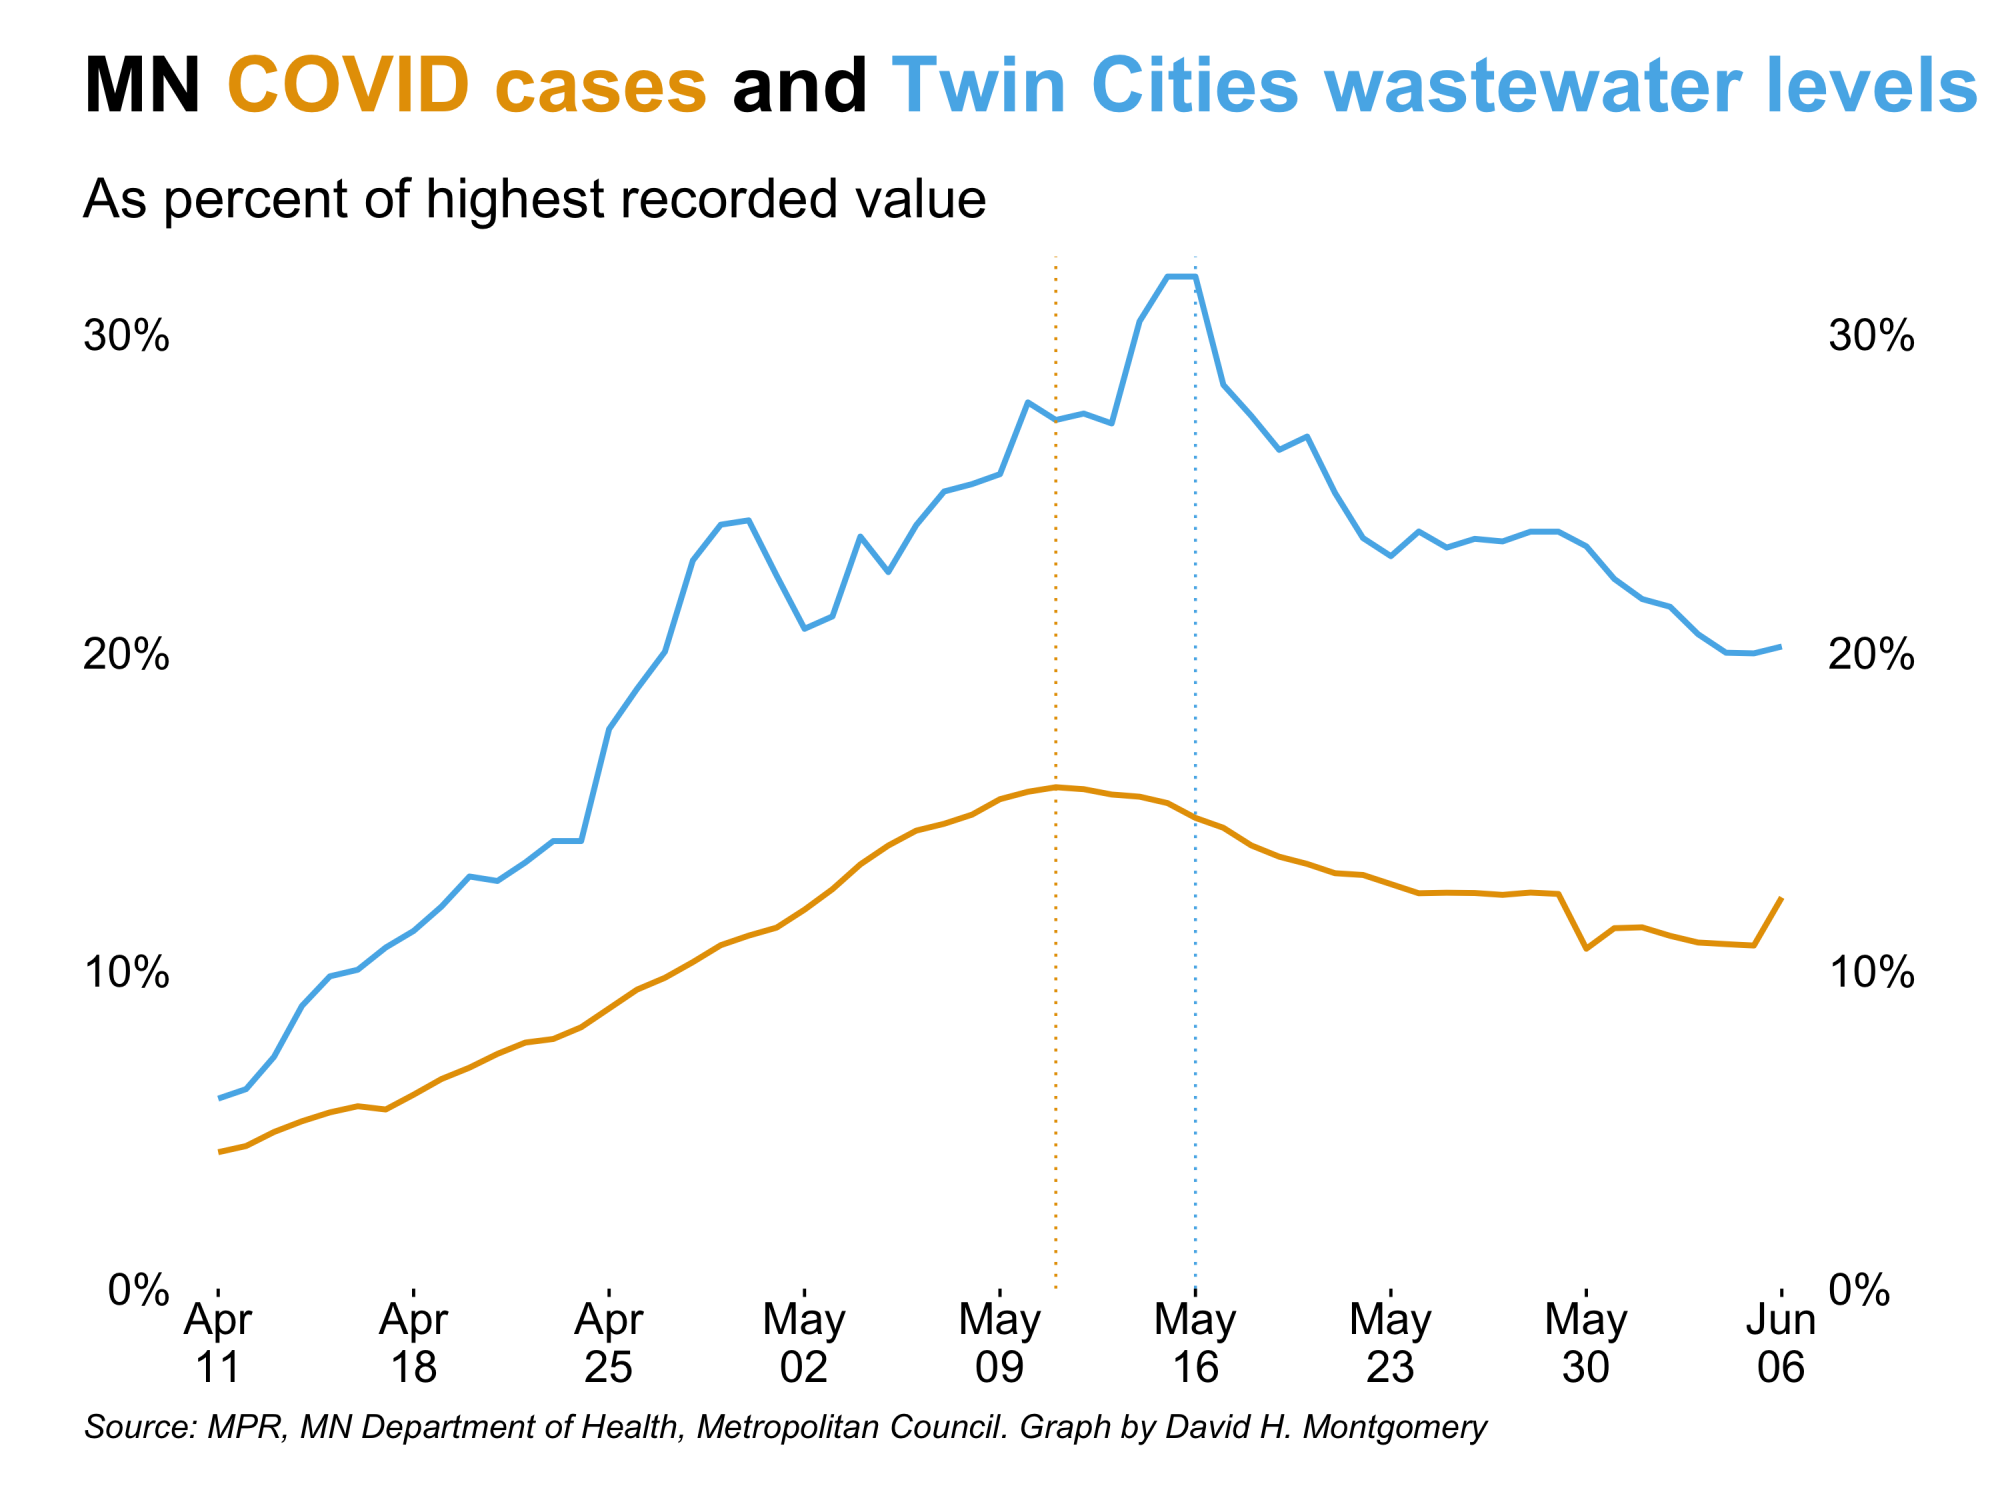 MN COVID cases and Twin Cities wastewater levels
As percent of highest recorded value
30% 30%
20% 20%
10% 10%
0% 0%
Apr Apr Apr May May May May May Jun
11 18 25 02 09 16 23 30 06
Source: MPR, MN Department of Health, Metropolitan Council. Graph by David H. Montgomery